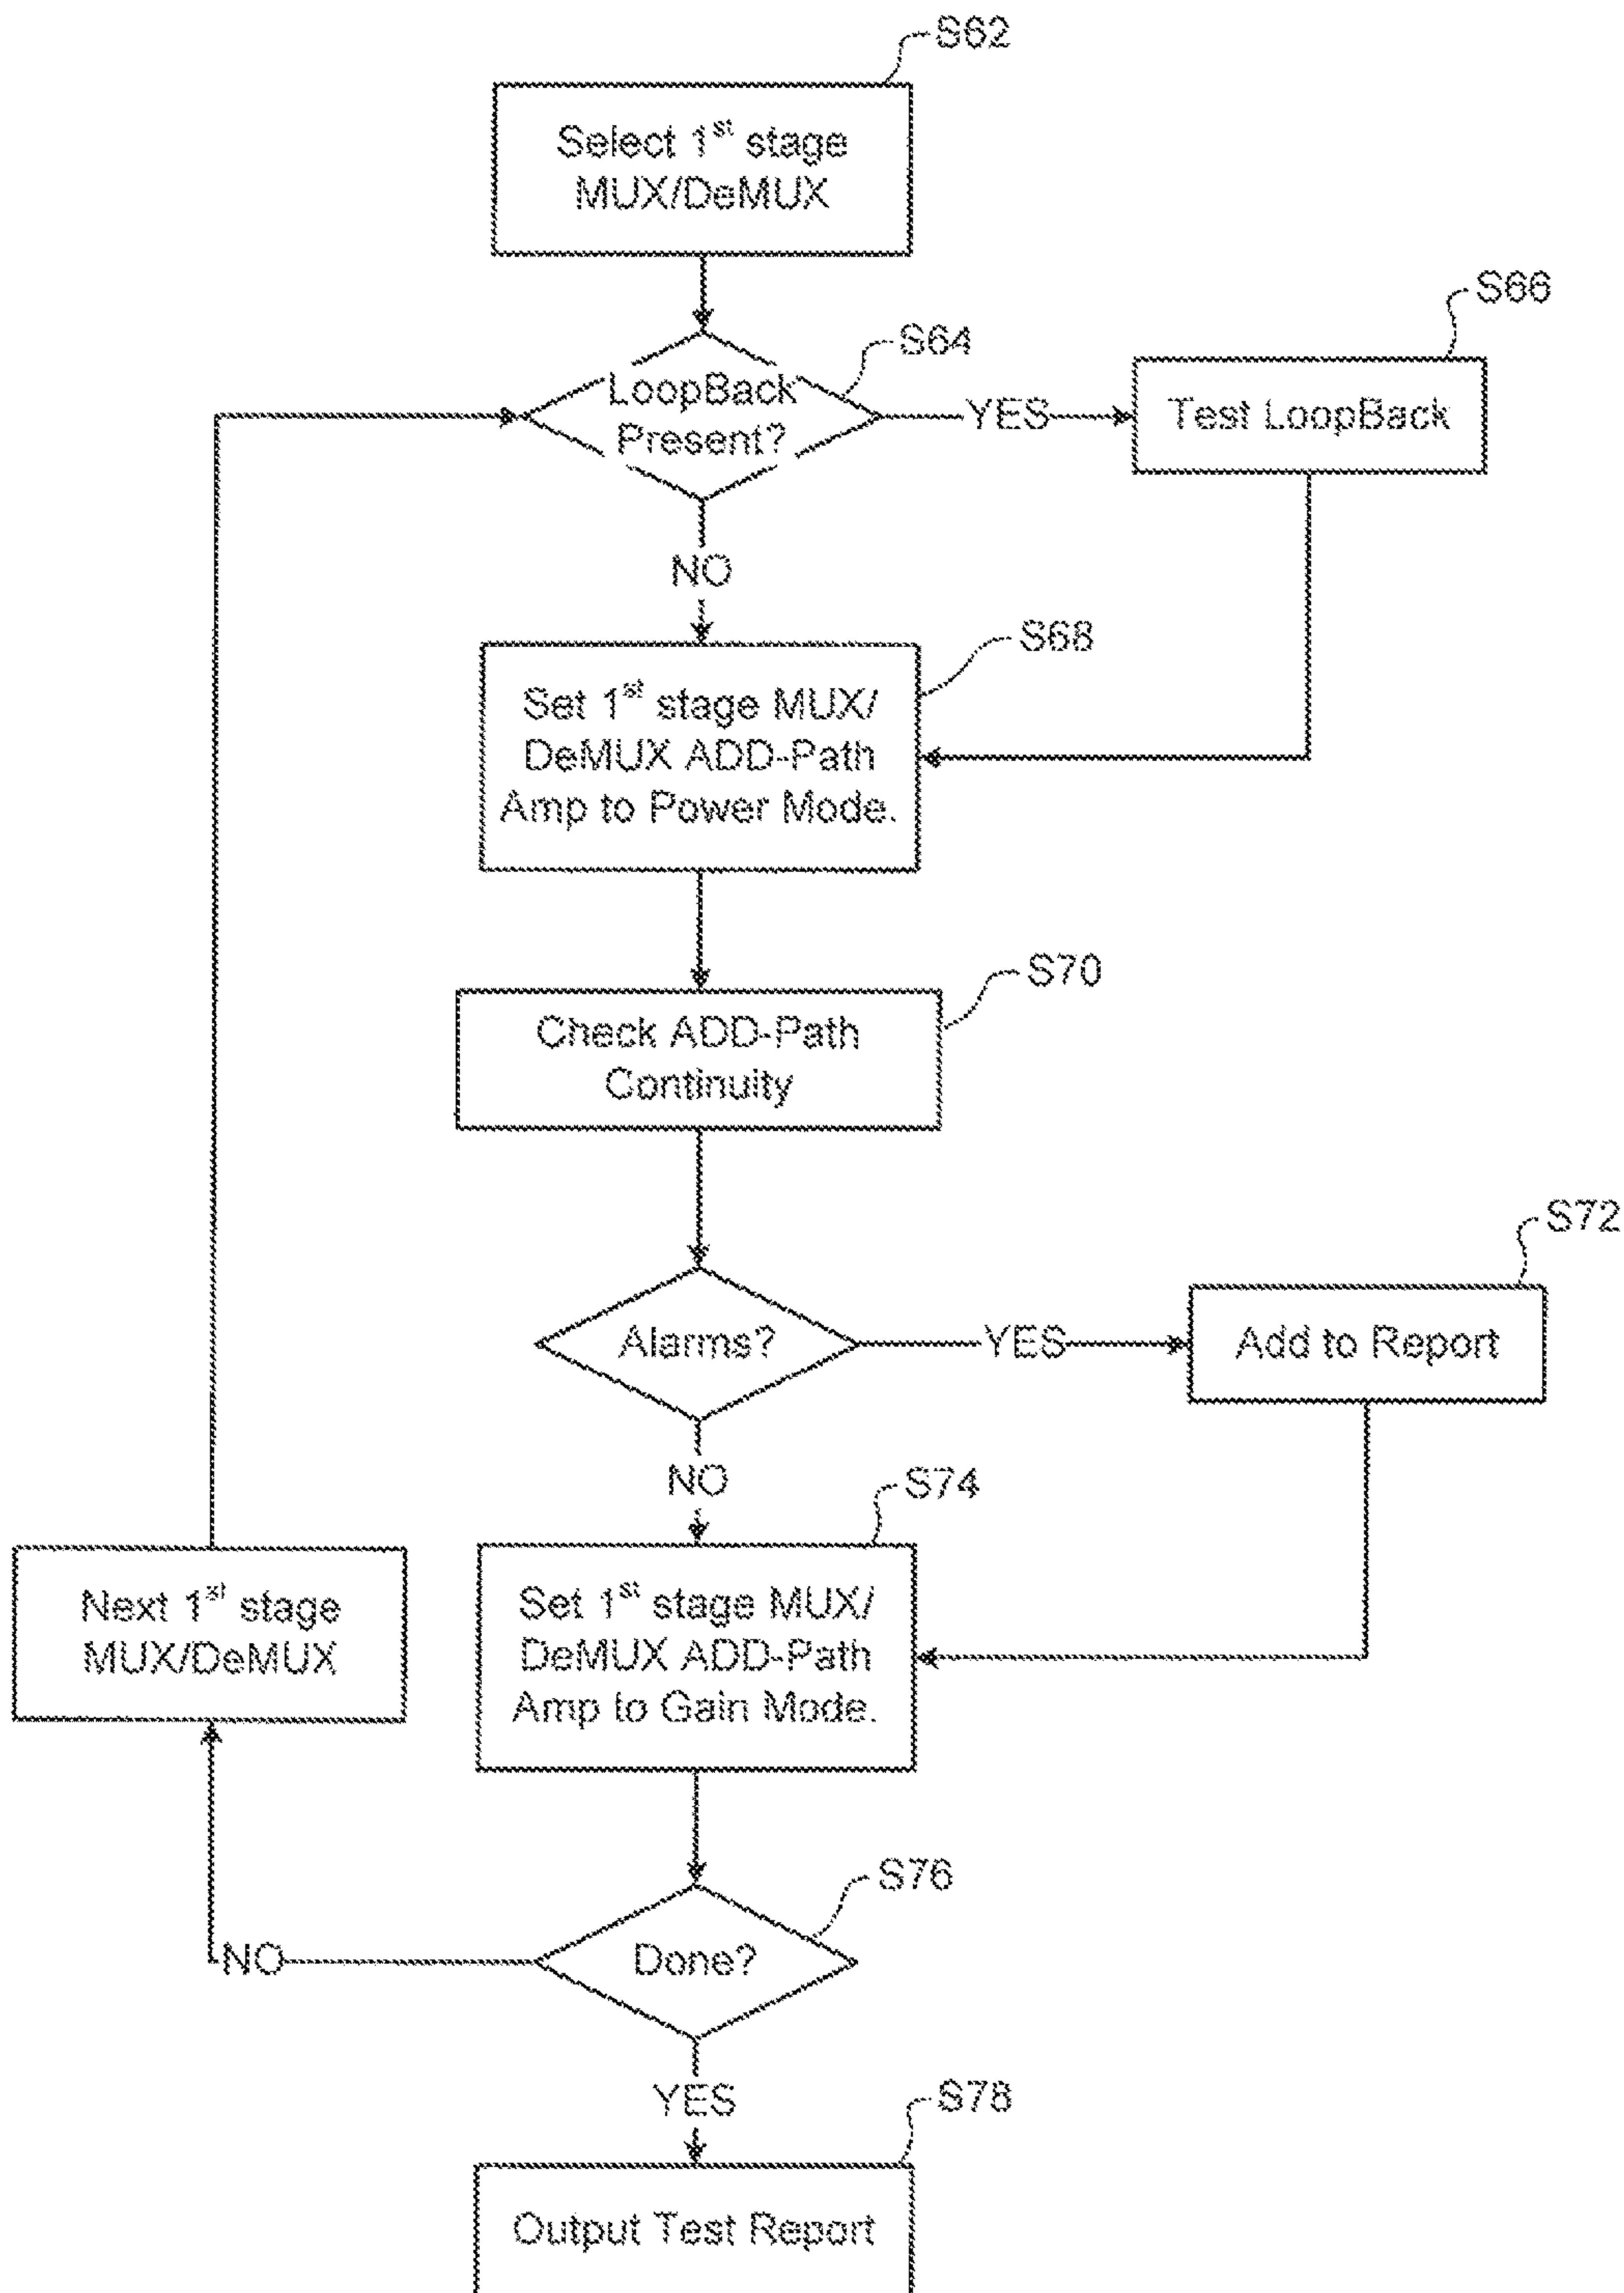 S62
Select 1st stage
MUX/DeMUX
S64
LoopBack
Present?
YES
S66
Test LoopBack
NO
S68
Set 1st stage MUX/
DeMUX ADD-Path
Amp to Power Mode.
S70
Check ADD-Path
Continuity
Alarms?
YES
S72
Add to Report
NO
S74
Set 1st stage MUX/
DeMUX ADD-Path
Amp to Gain Mode.
Next 1st stage
MUX/DeMUX
S76
Done?
NO
YES
S78
Output Test Report